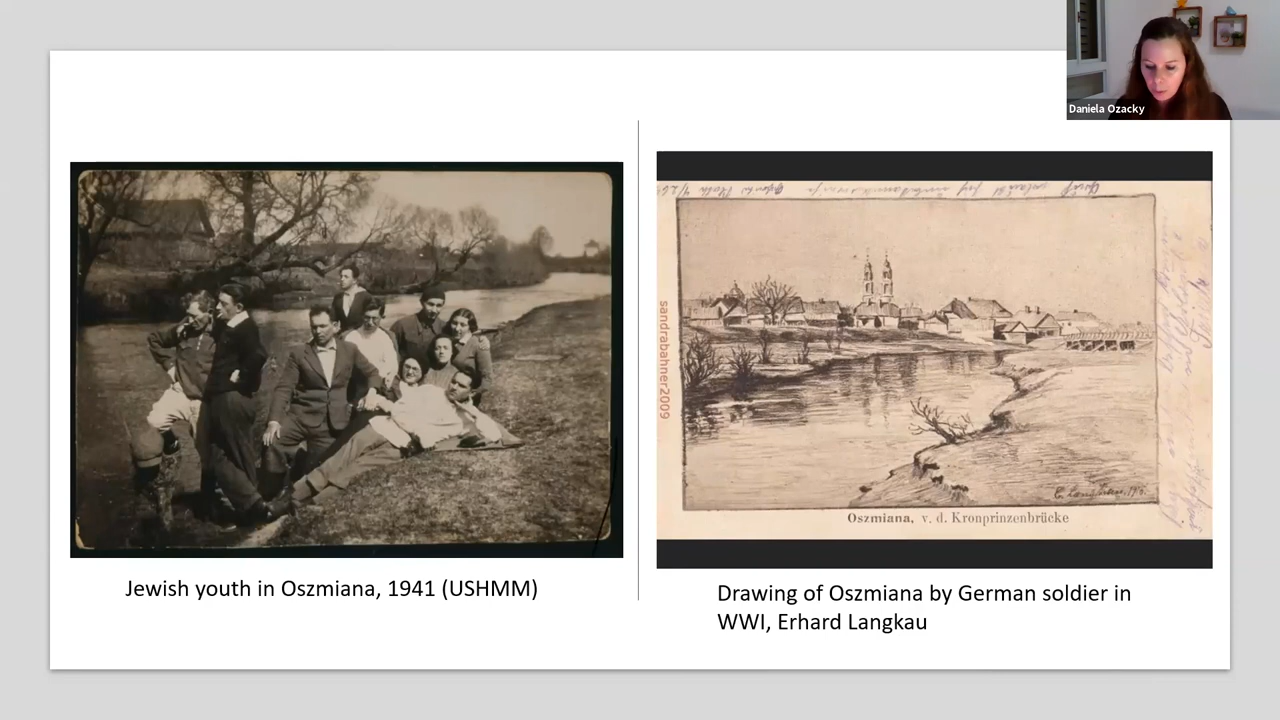 Daniela Ozacky
sandrabahner2009
Oszmiana, v. d. Kronprinzenbrücke
Jewish youth in Oszmiana, 1941 (USHMM)
Drawing of Oszmiana by German soldier in
WWI, Erhard Langkau